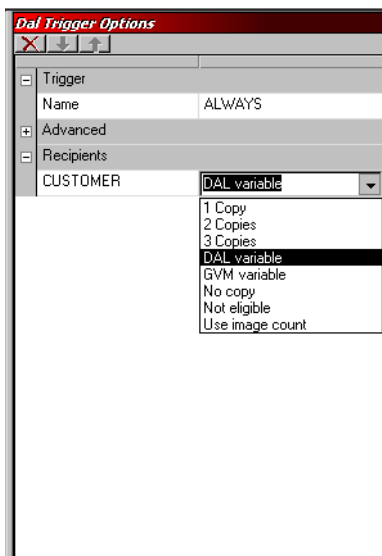 Dal Trigger Options
Trigger
Name ALWAYS
Advanced
Recipients
CUSTOMER DAL variable
1 Copy
2 Copies
3 Copies
DAL variable
GVM variable
No copy
Not eligible
Use image count